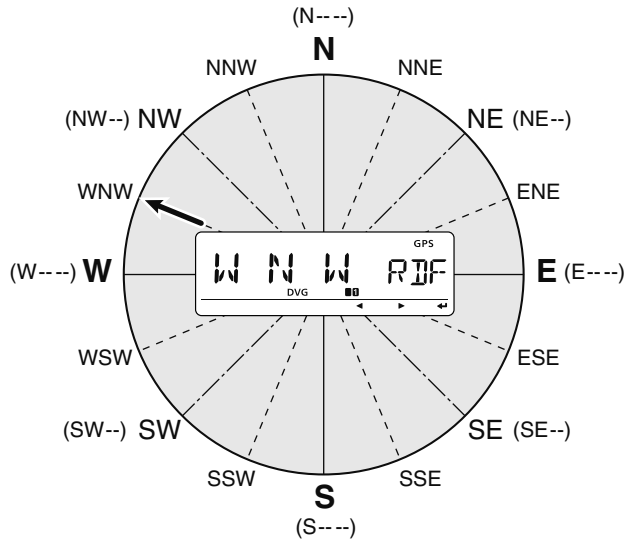 (N----)
N
NNW NNE
(NW--) NW NE (NE--)
WNW ENE
GPS
W N W RDF
DVG 1
(W----) W E (E----)
WSW ESE
(SW--) SW SE (SE--)
SSW SSE
S
(S----)